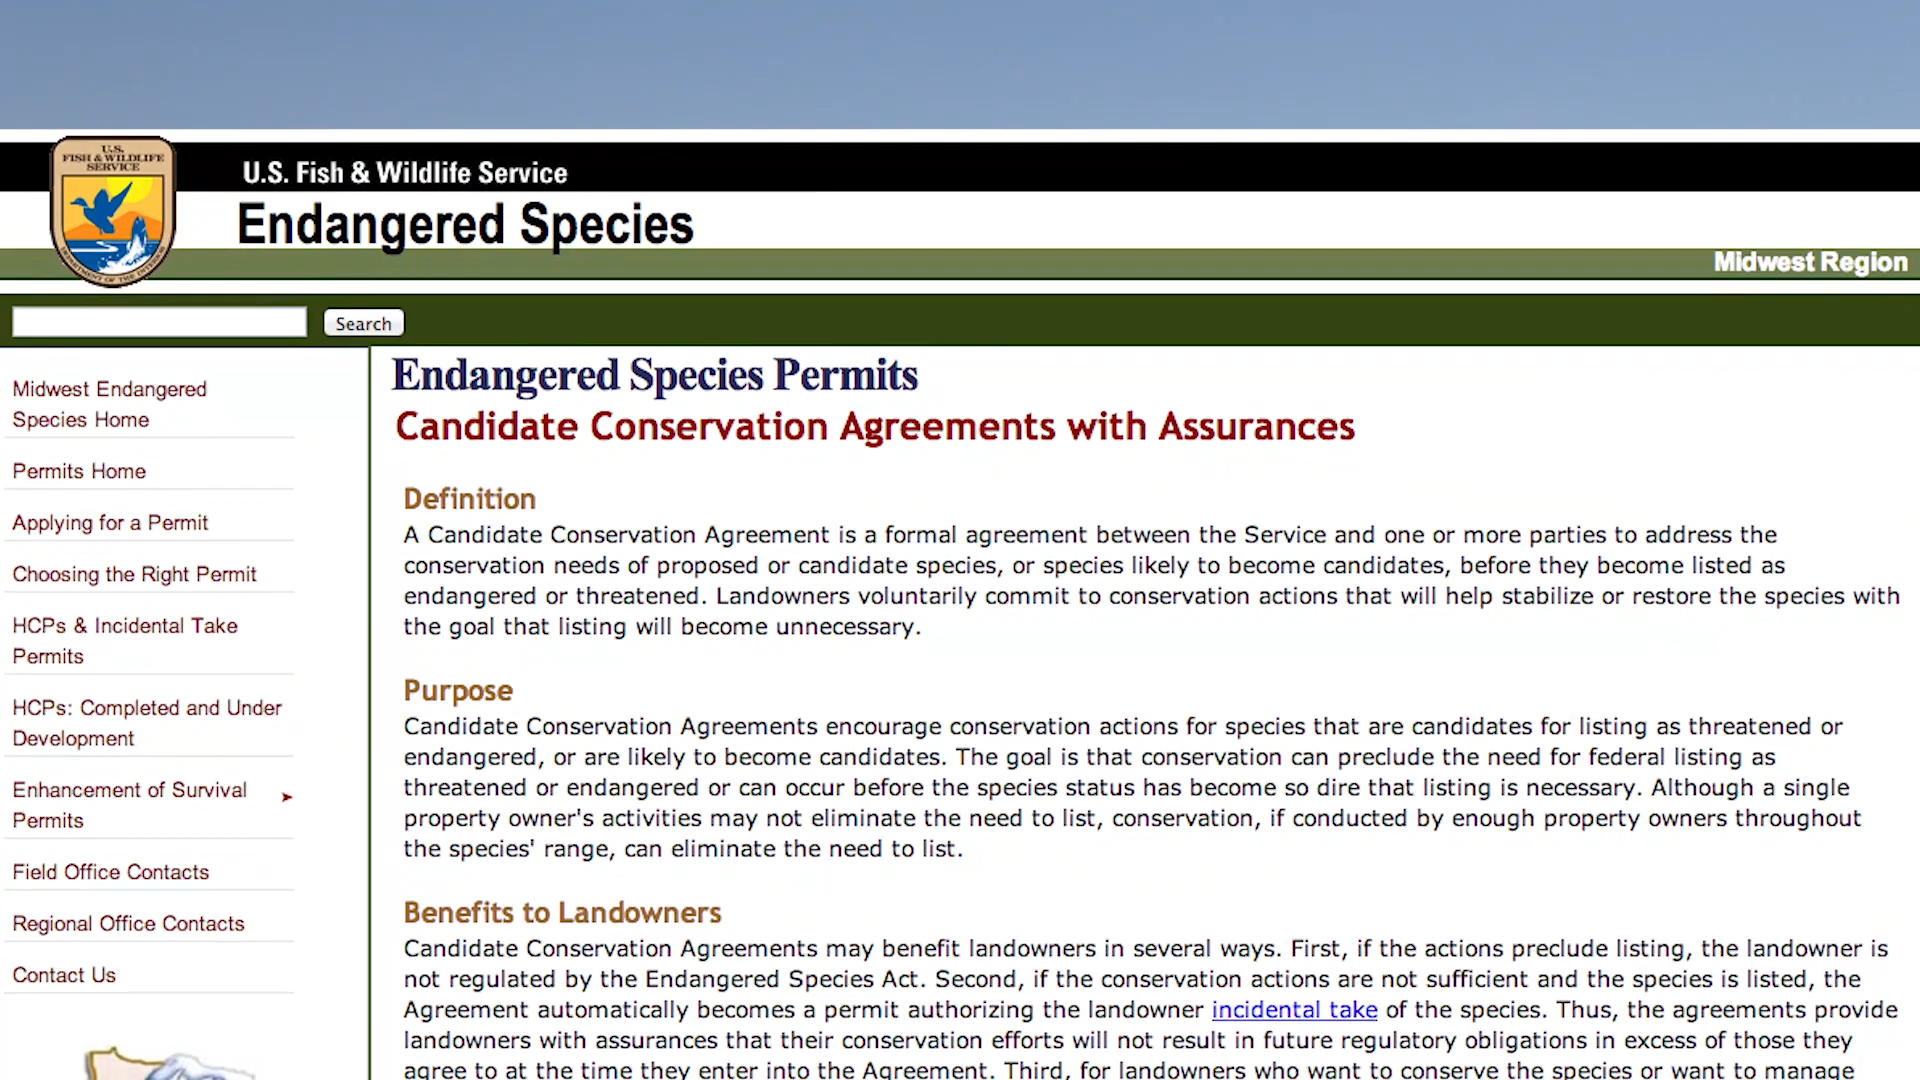 U.S.
FISH & WILDLIFE
SERVICE
DEPARTMENT OF THE INTERIOR
U.S. Fish & Wildlife Service
Endangered Species
Midwest Region
Search
Midwest Endangered
Species Home
Permits Home
Applying for a Permit
Choosing the Right Permit
HCPs & Incidental Take
Permits
HCPs: Completed and Under
Development
Enhancement of Survival
Permits
Field Office Contacts
Regional Office Contacts
Contact Us
Endangered Species Permits
Candidate Conservation Agreements with Assurances
Definition
A Candidate Conservation Agreement is a formal agreement between the Service and one or more parties to address the
conservation needs of proposed or candidate species, or species likely to become candidates, before they become listed as
endangered or threatened. Landowners voluntarily commit to conservation actions that will help stabilize or restore the species with
the goal that listing will become unnecessary.
Purpose
Candidate Conservation Agreements encourage conservation actions for species that are candidates for listing as threatened or
endangered, or are likely to become candidates. The goal is that conservation can preclude the need for federal listing as
threatened or endangered or can occur before the species status has become so dire that listing is necessary. Although a single
property owner's activities may not eliminate the need to list, conservation, if conducted by enough property owners throughout
the species' range, can eliminate the need to list.
Benefits to Landowners
Candidate Conservation Agreements may benefit landowners in several ways. First, if the actions preclude listing, the landowner is
not regulated by the Endangered Species Act. Second, if the conservation actions are not sufficient and the species is listed, the
Agreement automatically becomes a permit authorizing the landowner incidental take of the species. Thus, the agreements provide
landowners with assurances that their conservation efforts will not result in future regulatory obligations in excess of those they
agree to at the time they enter into the Agreement. Third, for landowners who want to conserve the species or want to manage